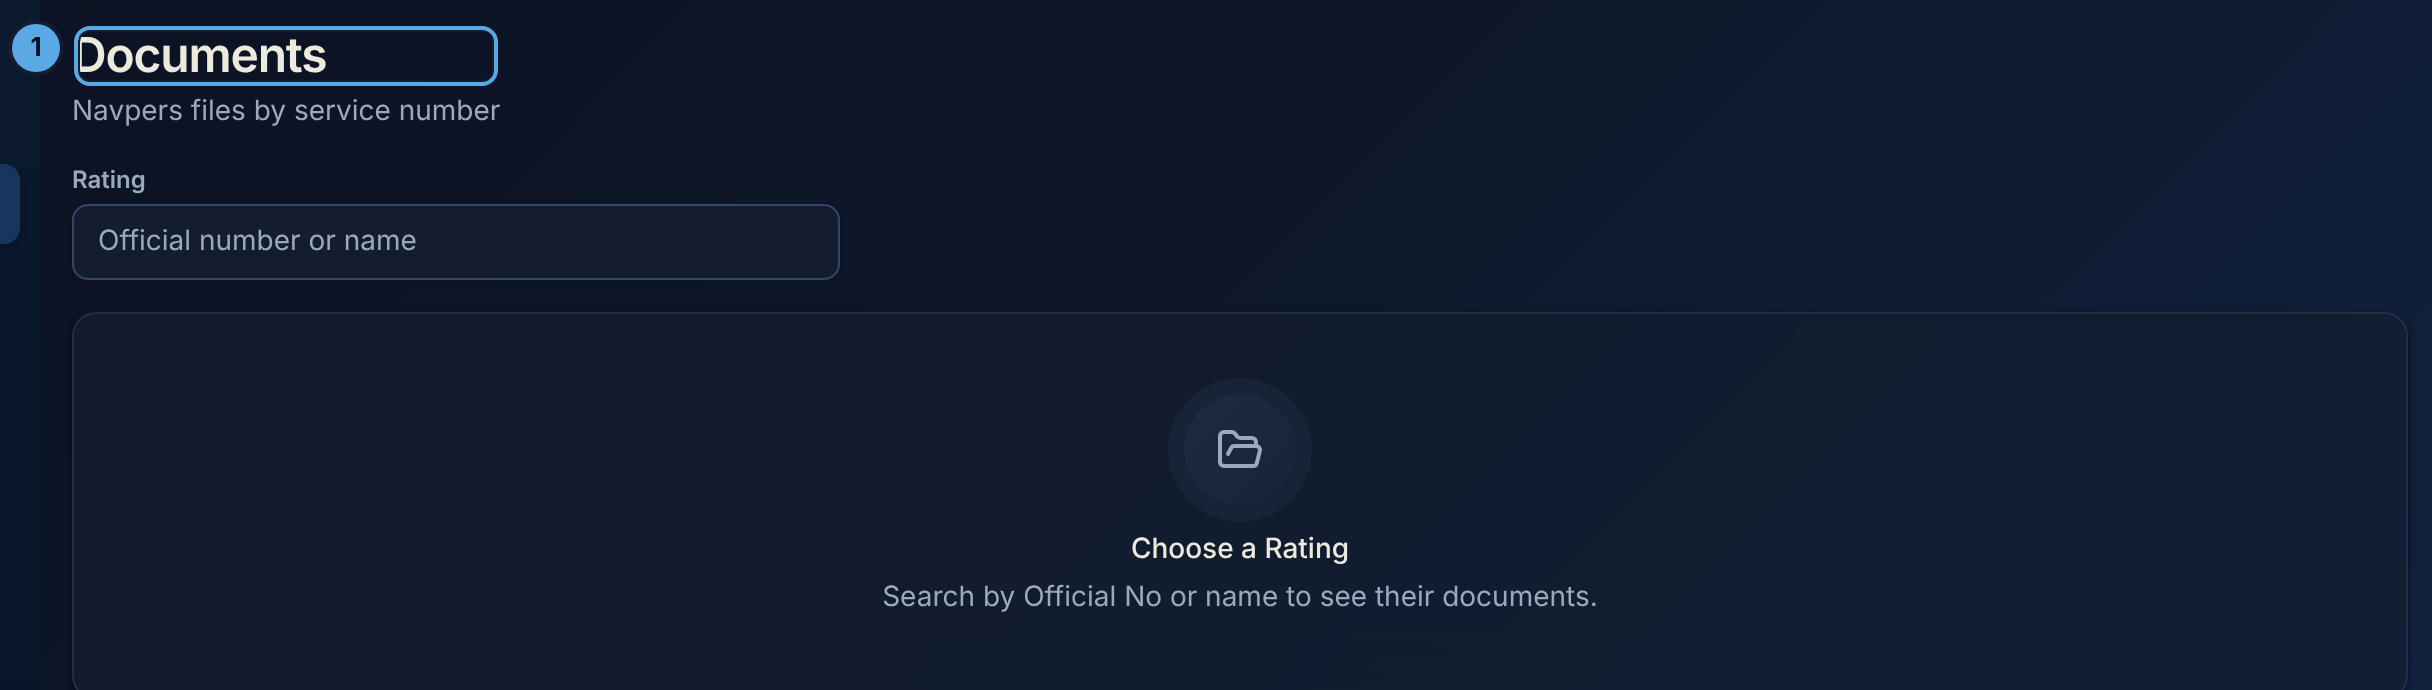 1
Documents
Navpers files by service number
Rating
Official number or name
Choose a Rating
Search by Official No or name to see their documents.